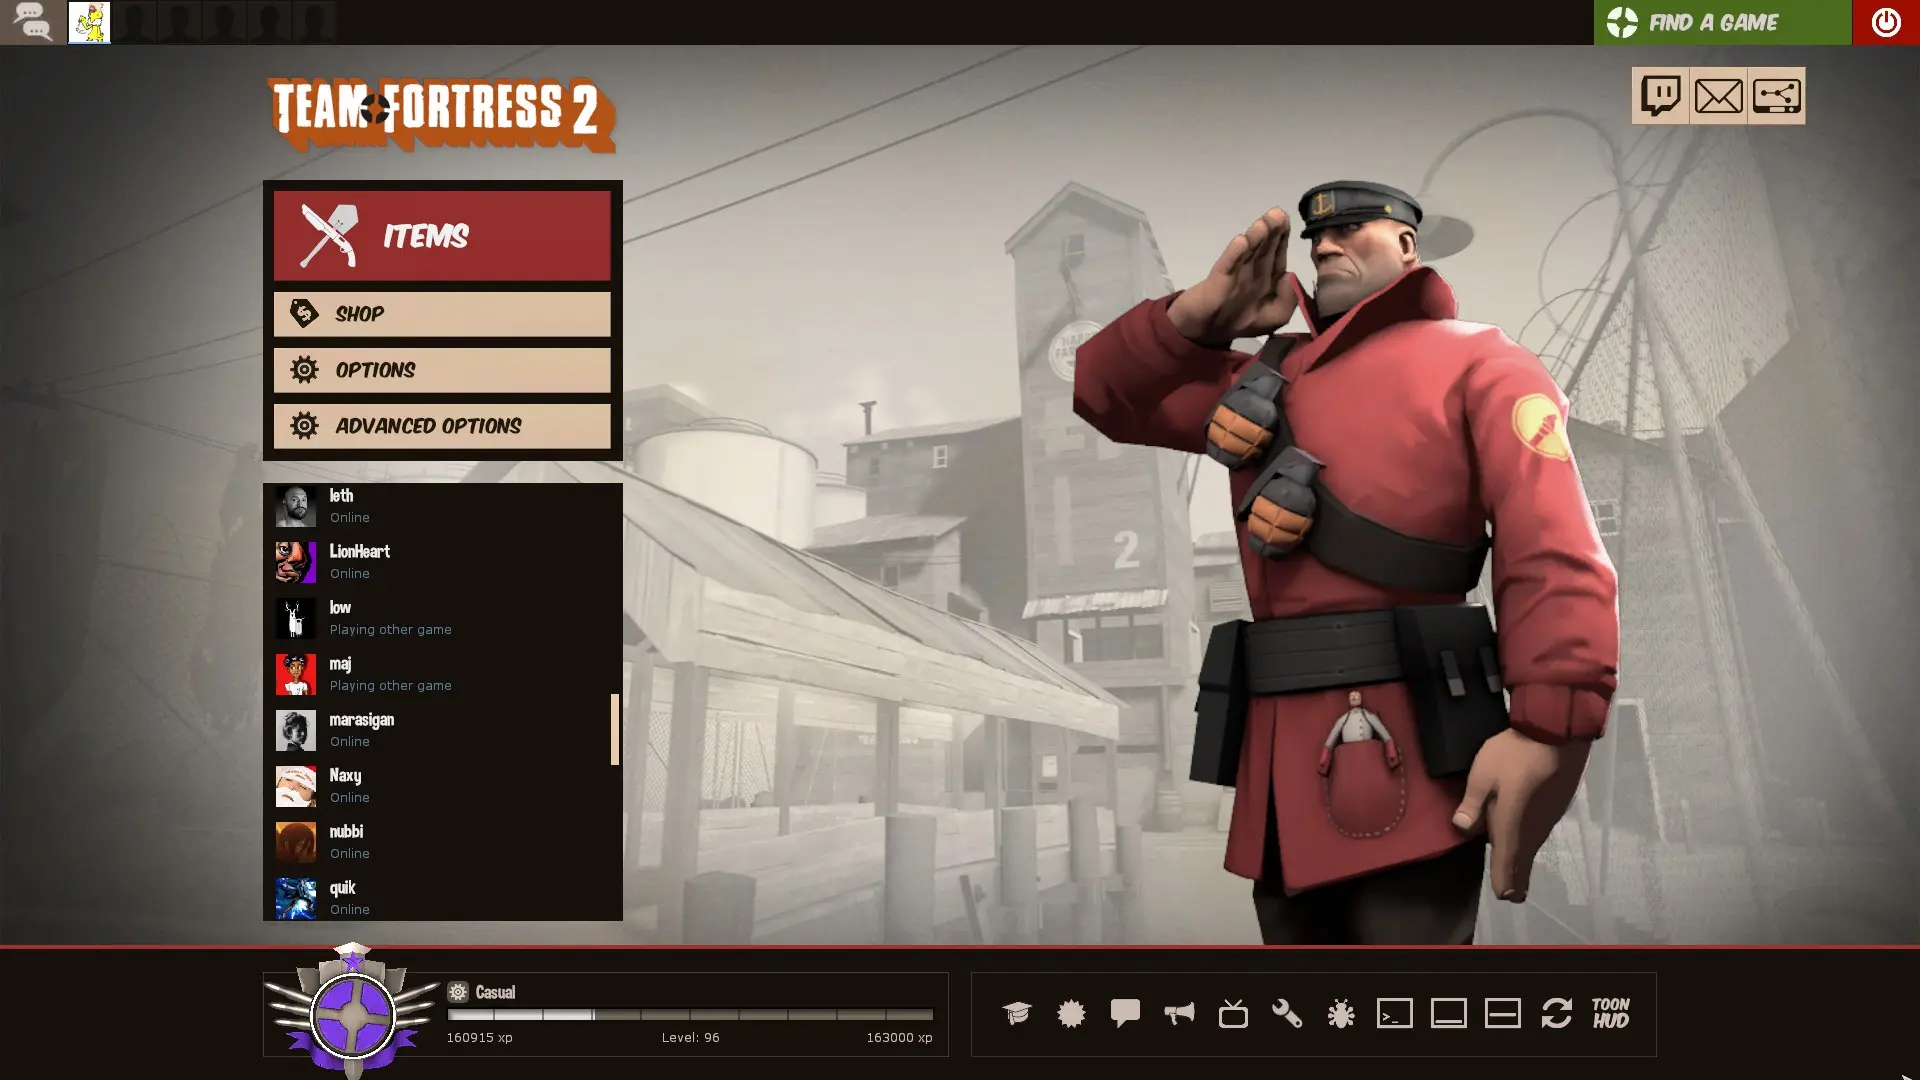 FIND A GAME
TEAM FORTRESS 2
ITEMS
SHOP
OPTIONS
ADVANCED OPTIONS
leth
Online
LionHeart
Online
low
Playing other game
maj
Playing other game
marasigan
Online
Naxy
Online
nubbi
Online
quik
Online
2
Casual
160915 xp
Level: 96
163000 xp
TOON
HUD